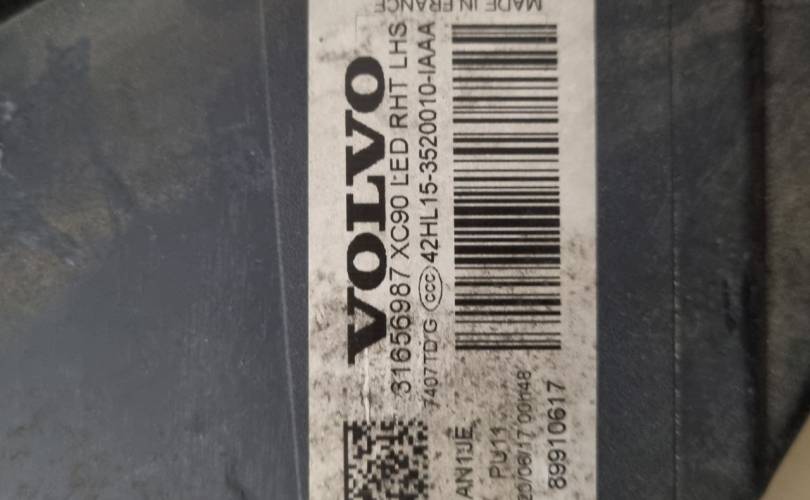 VOLVO
31656987 XC90 LED RHT LHS
7407TD G CCC 42HL15-3520010-IAAA
PU11
20/06/17 00h48
89910617
MADE IN FRANCE